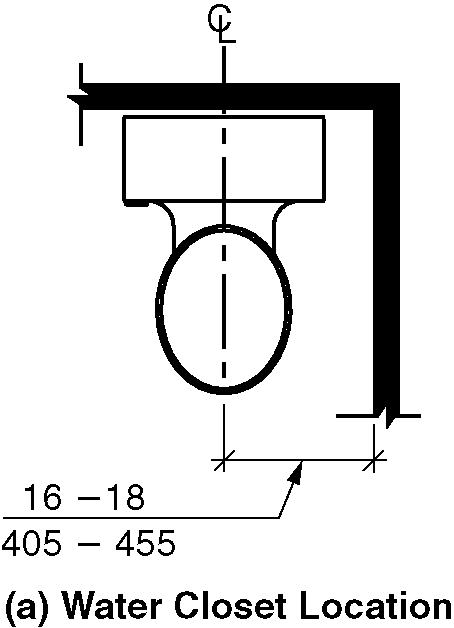 ℄
16 – 18
405 – 455
(a) Water Closet Location